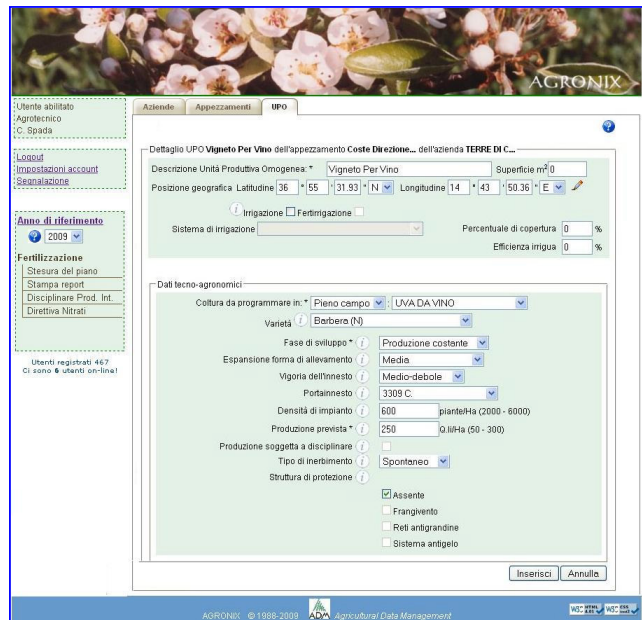 AGRONIX
Utente abilitato
Agrotecnico
C. Spada
Logout
Impostazioni account
Segnalazione
Anno di riferimento
2009
Fertilizzazione
Stesura del piano
Stampa report
Disciplinare Prod. Int.
Direttiva Nitrati
Utenti registrati 467
Ci sono 6 utenti on-line!
Aziende Appezzamenti UPO
Dettaglio UPO Vigneto Per Vino dell'appezzamento Coste Direzione... dell'azienda TERRE DI C...
Descrizione Unità Produttiva Omogenea: * Vigneto Per Vino Superficie m² 0
Posizione geografica Latitudine 36 ° 55 ' 31.93 " N Longitudine 14 ° 43 ' 50.36 " E
Irrigazione Fertirrigazione
Sistema di irrigazione Percentuale di copertura 0 %
Efficienza irrigua 0 %
Dati tecno-agronomici
Coltura da programmare in: * Pieno campo : UVA DA VINO
Varietà Barbera (N)
Fase di sviluppo * Produzione costante
Espansione forma di allevamento Media
Vigoria dell'innesto Medio-debole
Portainnesto 3309 C.
Densità di impianto 600 piante/Ha (2000 - 6000)
Produzione prevista * 250 Q.li/Ha (50 - 300)
Produzione soggetta a disciplinare
Tipo di inerbimento Spontaneo
Struttura di protezione
Assente
Frangivento
Reti antigrandine
Sistema antigelo
Inserisci Annulla
AGRONIX © 1988-2009 ADM Agricultural Data Management
W3C HTML 4.01 W3C CSS